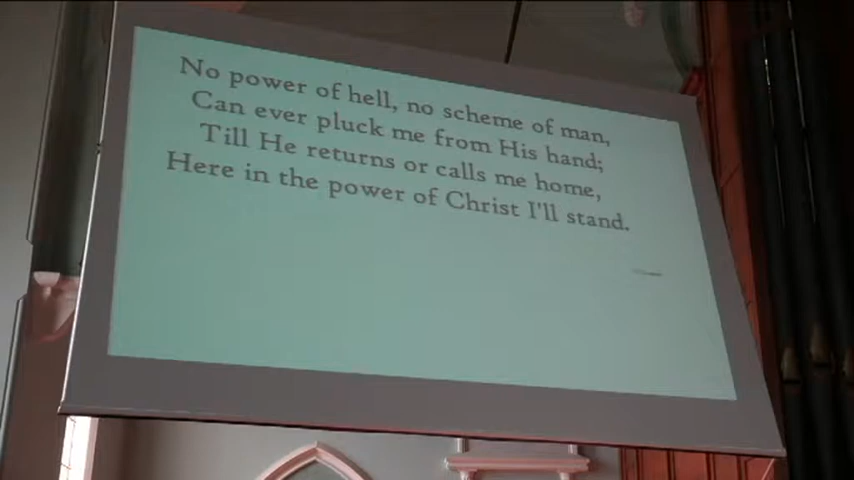 No power of hell, no scheme of man,
Can ever pluck me from His hand;
Till He returns or calls me home,
Here in the power of Christ I'll stand.